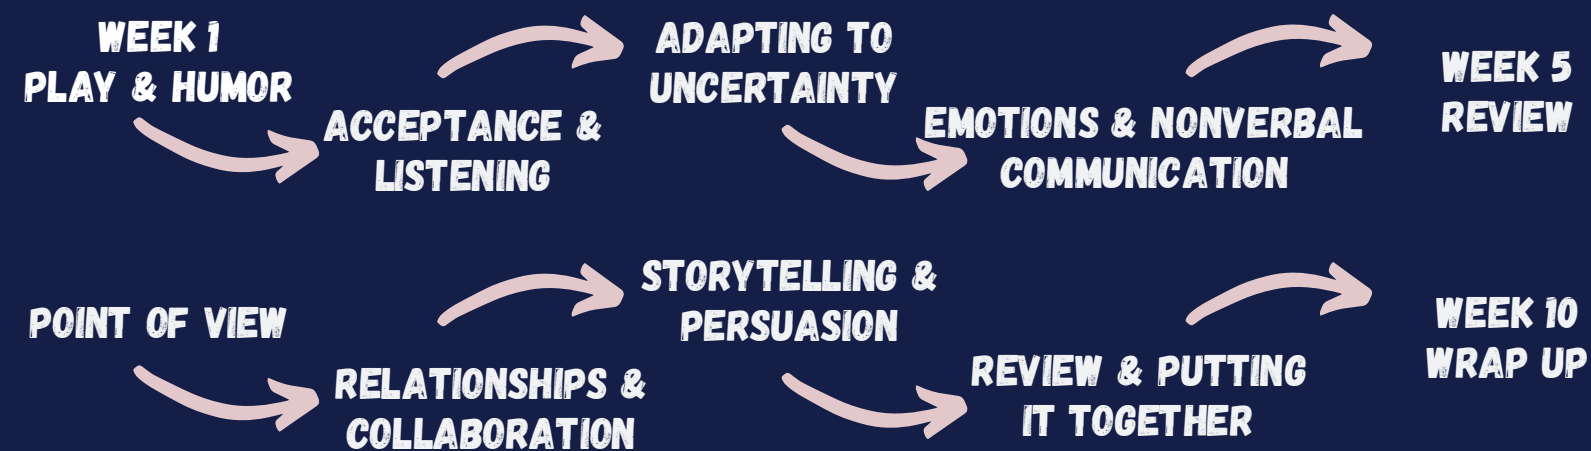 WEEK 1
PLAY & HUMOR
ACCEPTANCE &
LISTENING
ADAPTING TO
UNCERTAINTY
EMOTIONS & NONVERBAL
COMMUNICATION
WEEK 5
REVIEW
POINT OF VIEW
RELATIONSHIPS &
COLLABORATION
STORYTELLING &
PERSUASION
REVIEW & PUTTING
IT TOGETHER
WEEK 10
WRAP UP